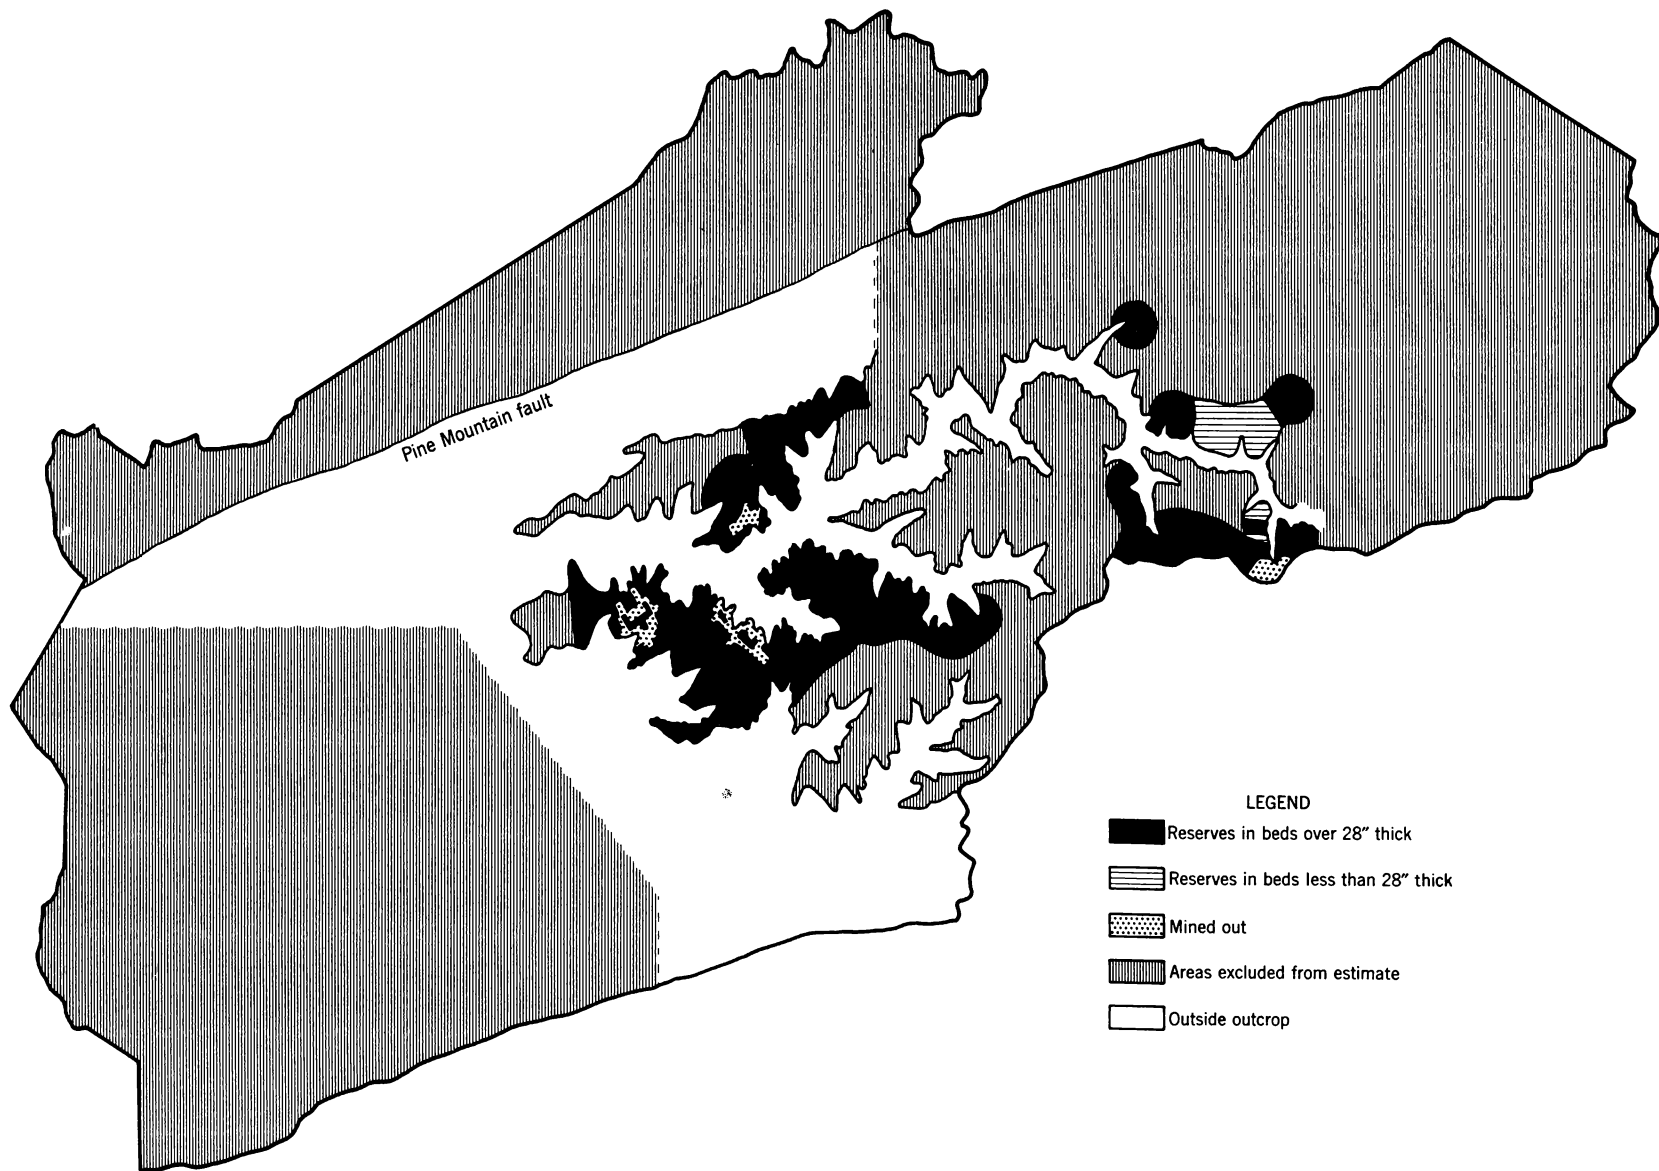 Pine Mountain fault
LEGEND
Reserves in beds over 28″ thick
Reserves in beds less than 28″ thick
Mined out
Areas excluded from estimate
Outside outcrop